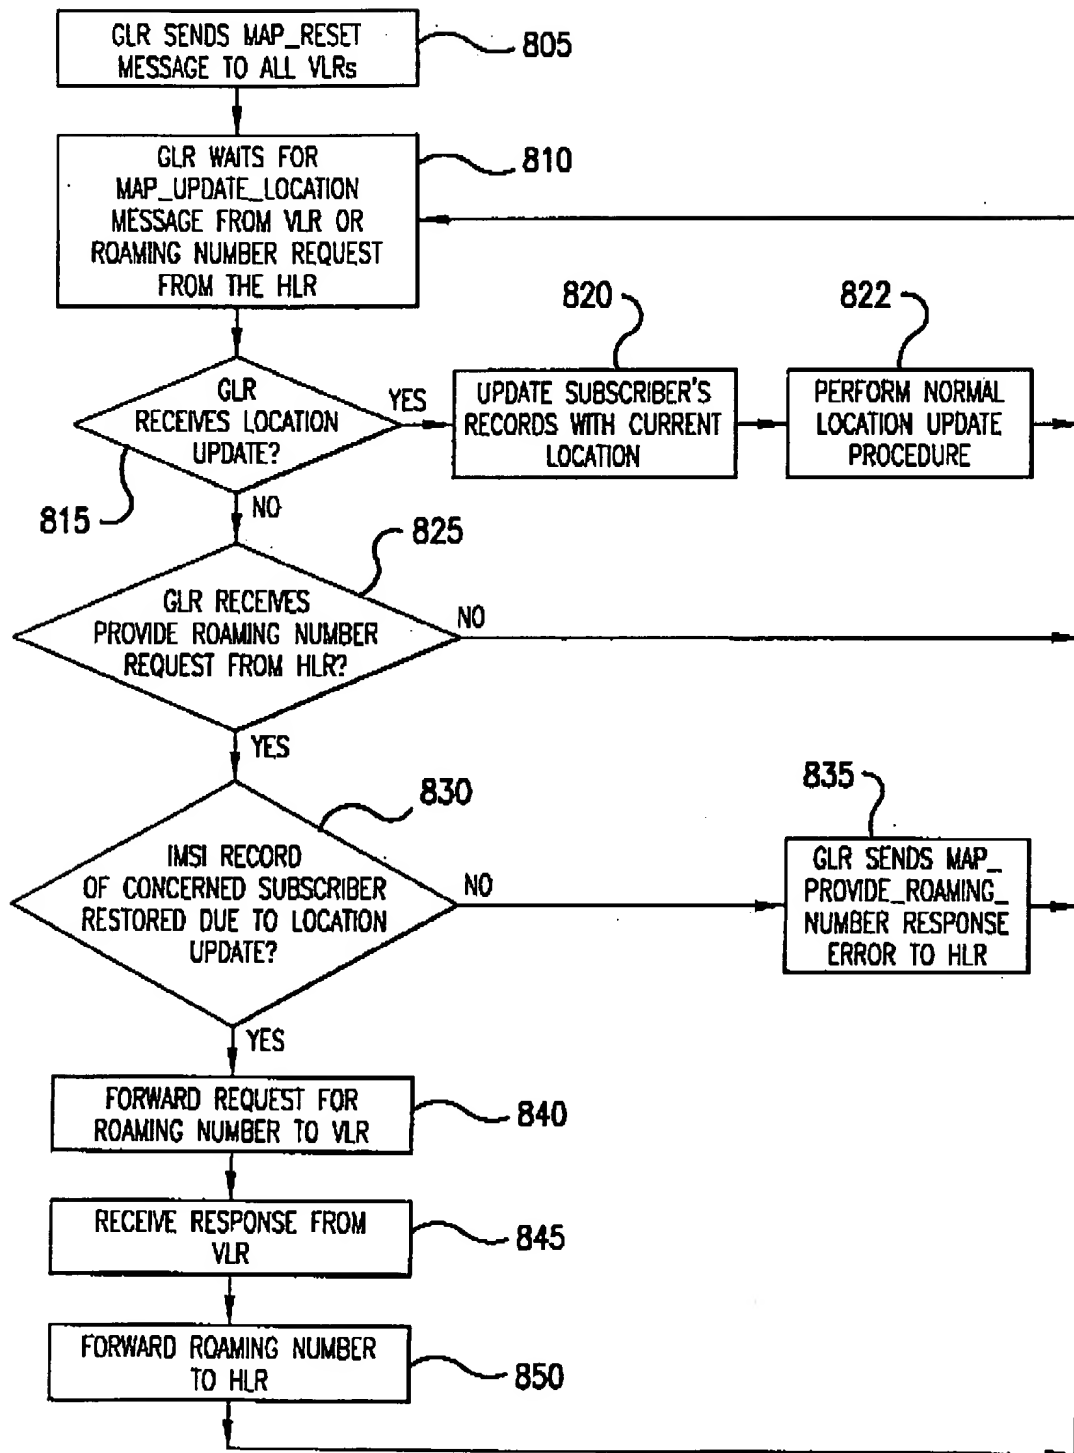 GLR SENDS MAP_RESET
MESSAGE TO ALL VLRs
805
GLR WAITS FOR
MAP_UPDATE_LOCATION
MESSAGE FROM VLR OR
ROAMING NUMBER REQUEST
FROM THE HLR
810
GLR
RECEIVES LOCATION
UPDATE?
815
YES
NO
UPDATE SUBSCRIBER'S
RECORDS WITH CURRENT
LOCATION
820
PERFORM NORMAL
LOCATION UPDATE
PROCEDURE
822
GLR RECEIVES
PROVIDE ROAMING NUMBER
REQUEST FROM HLR?
825
NO
YES
IMSI RECORD
OF CONCERNED SUBSCRIBER
RESTORED DUE TO LOCATION
UPDATE?
830
NO
YES
GLR SENDS MAP_
PROVIDE_ROAMING_
NUMBER RESPONSE
ERROR TO HLR
835
FORWARD REQUEST FOR
ROAMING NUMBER TO VLR
840
RECEIVE RESPONSE FROM
VLR
845
FORWARD ROAMING NUMBER
TO HLR
850